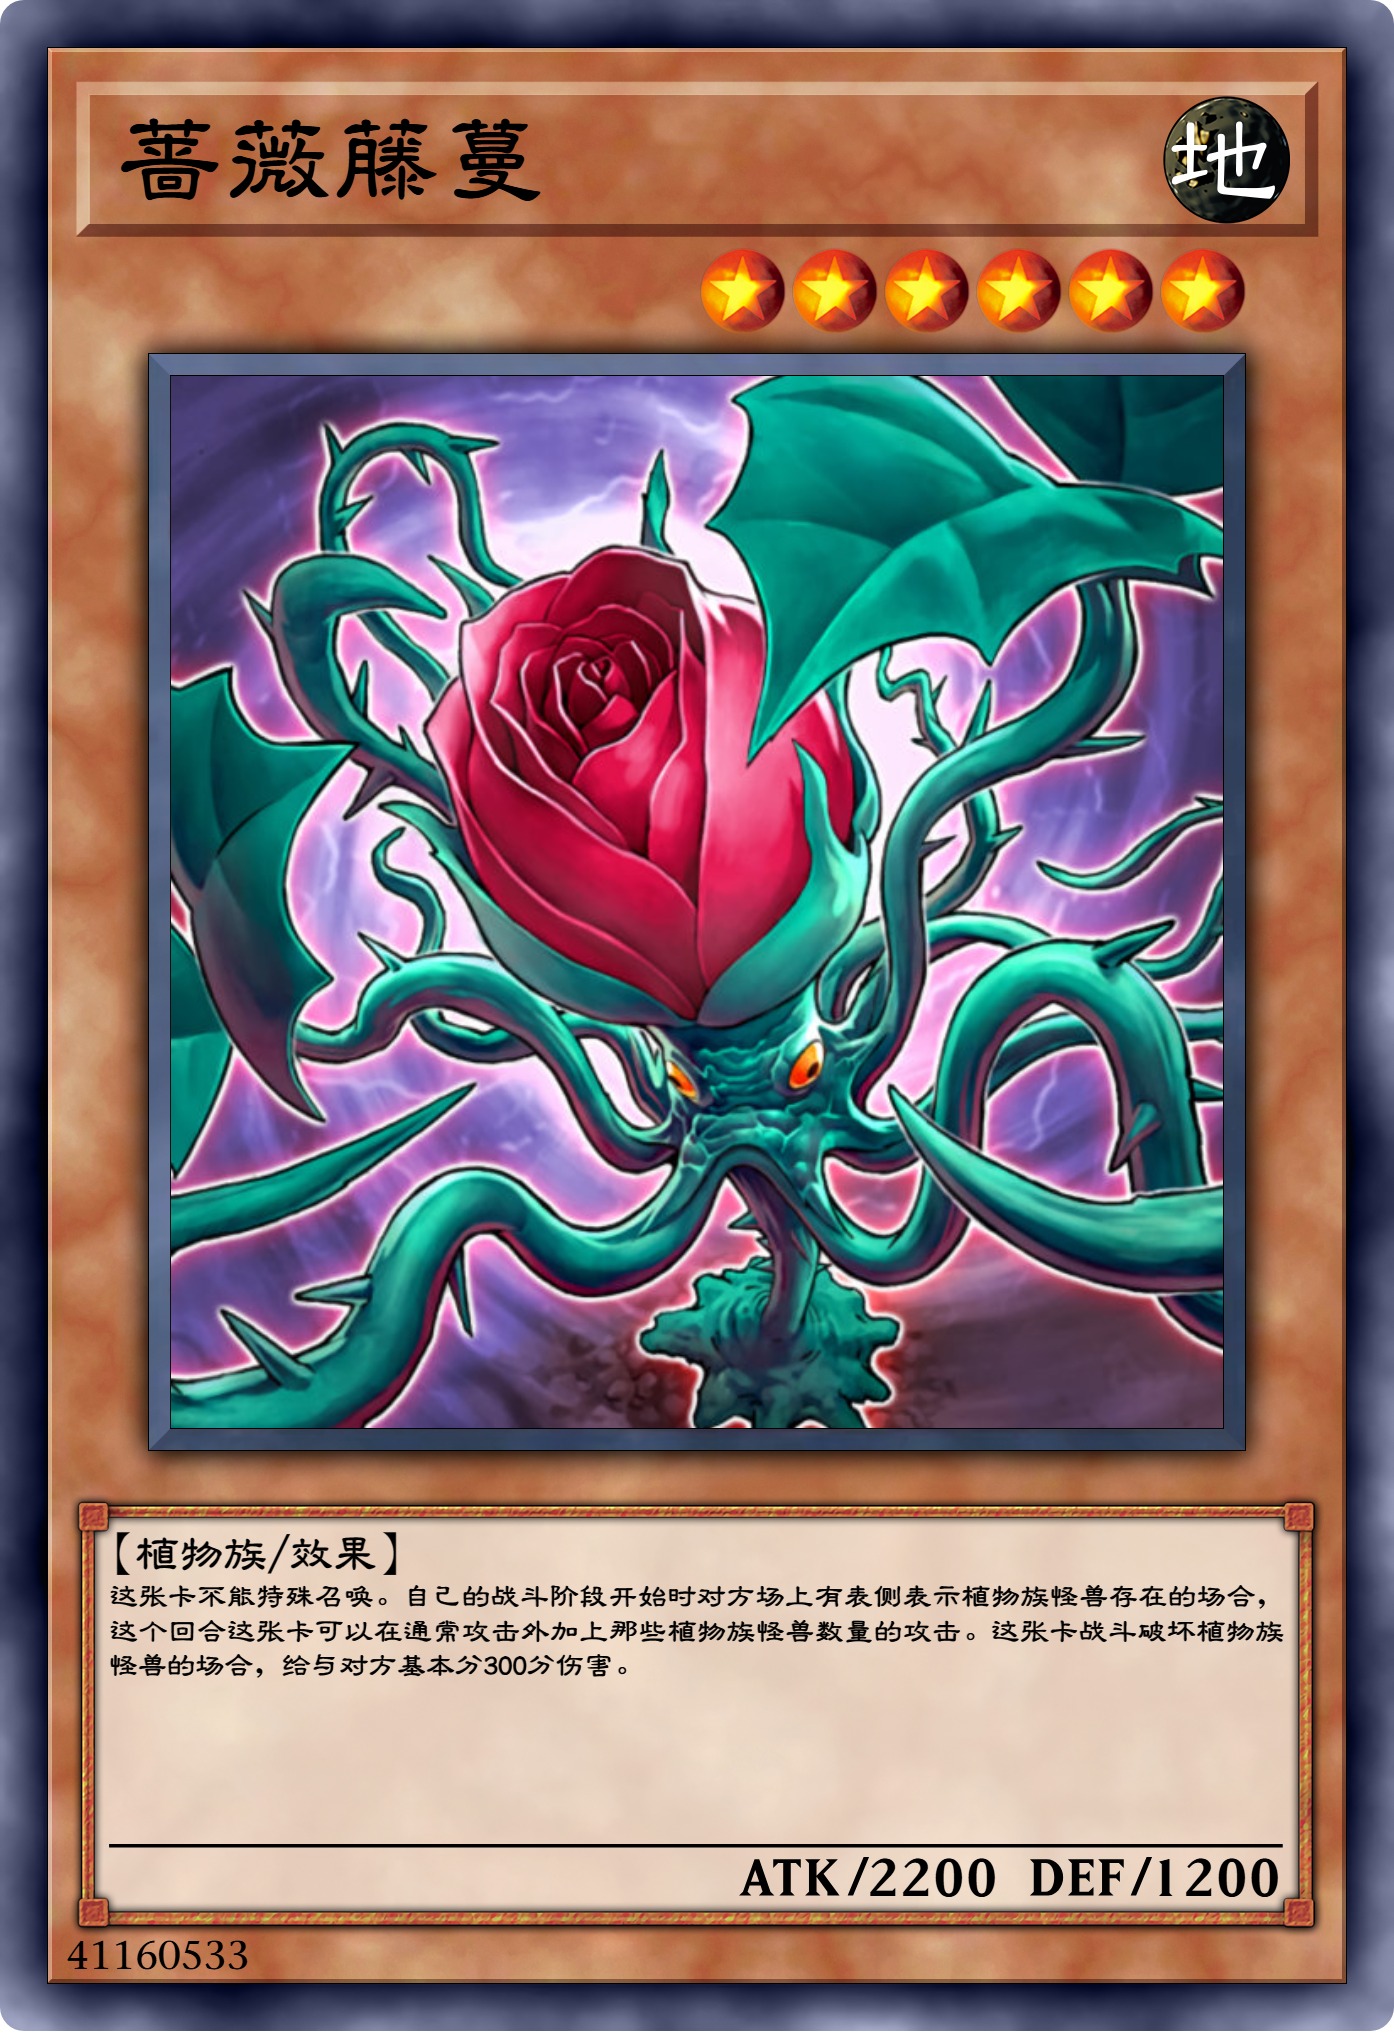 蔷薇藤蔓
地
【植物族/效果】
这张卡不能特殊召唤。自己的战斗阶段开始时对方场上有表侧表示植物族怪兽存在的场合，
这个回合这张卡可以在通常攻击外加上那些植物族怪兽数量的攻击。这张卡战斗破坏植物族
怪兽的场合，给与对方基本分300分伤害。
ATK/2200 DEF/1200
41160533